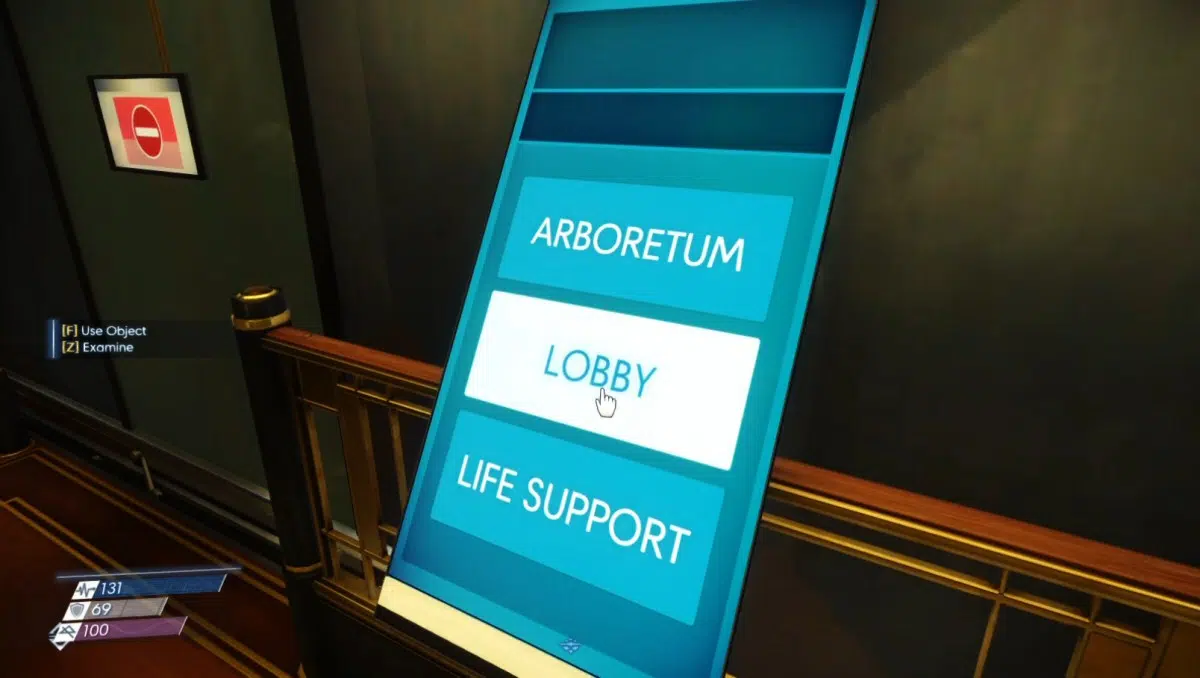 ARBORETUM
LOBBY
LIFE SUPPORT
[F] Use Object
[Z] Examine
131
69
100